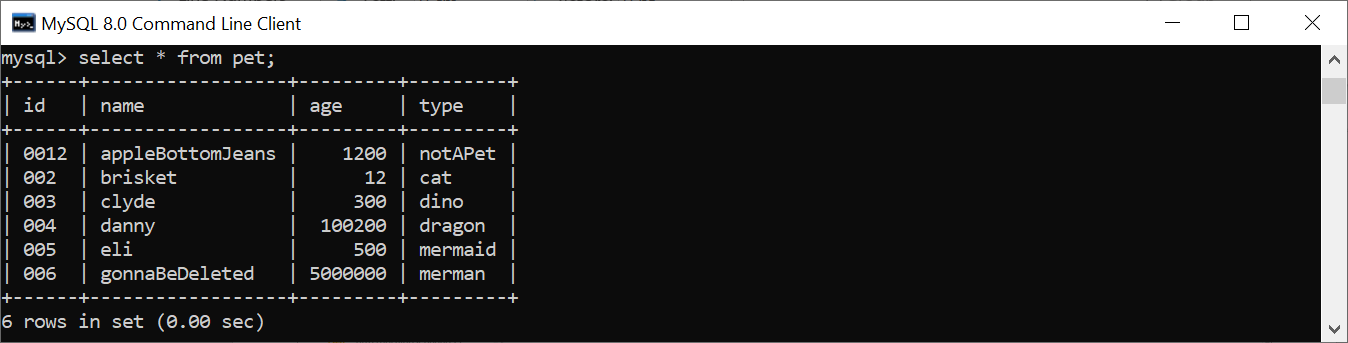 MySQL 8.0 Command Line Client
mysql> select * from pet;
+------+------------------+---------+---------+
| id   | name             | age     | type    |
+------+------------------+---------+---------+
| 0012 | appleBottomJeans |    1200 | notAPet |
| 002  | brisket          |      12 | cat     |
| 003  | clyde            |     300 | dino    |
| 004  | danny            |  100200 | dragon  |
| 005  | eli              |     500 | mermaid |
| 006  | gonnaBeDeleted   | 5000000 | merman  |
+------+------------------+---------+---------+
6 rows in set (0.00 sec)